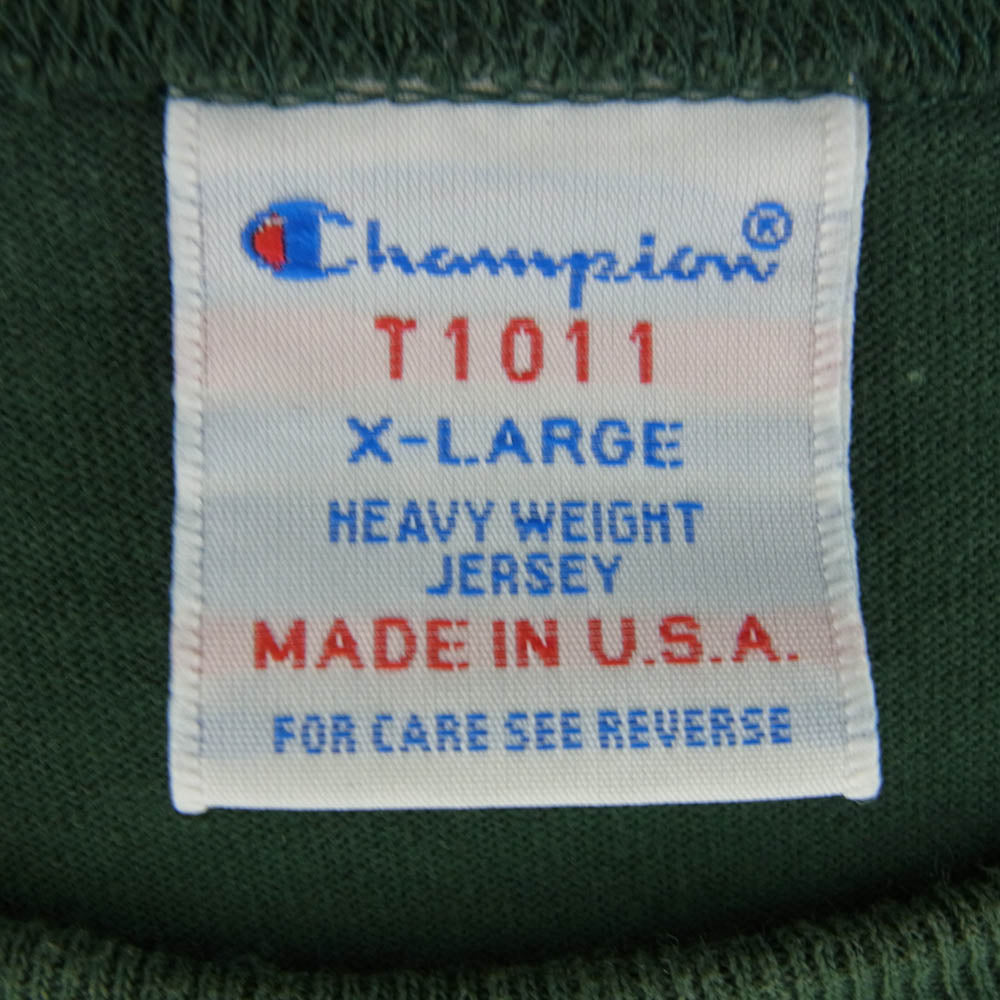 Champion®
T1011
X-LARGE
HEAVY WEIGHT
JERSEY
MADE IN U.S.A.
FOR CARE SEE REVERSE